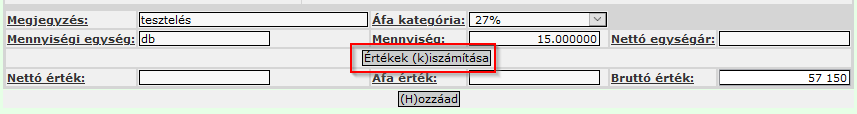 Megjegyzés: tesztelés Áfa kategória: 27%
Mennyiségi egység: db Mennyiség: 15.000000 Nettó egységár:
Értékek (k)iszámítása
Nettó érték: Áfa érték: Bruttó érték: 57 150
(H)ozzáad